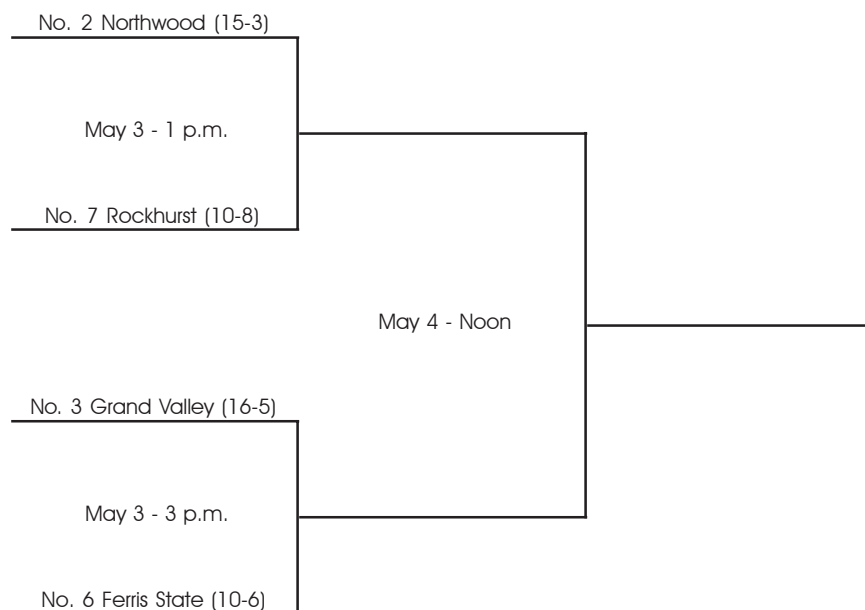 No. 2 Northwood (15-3)
May 3 - 1 p.m.
No. 7 Rockhurst (10-8)
May 4 - Noon
No. 3 Grand Valley (16-5)
May 3 - 3 p.m.
No. 6 Ferris State (10-6)